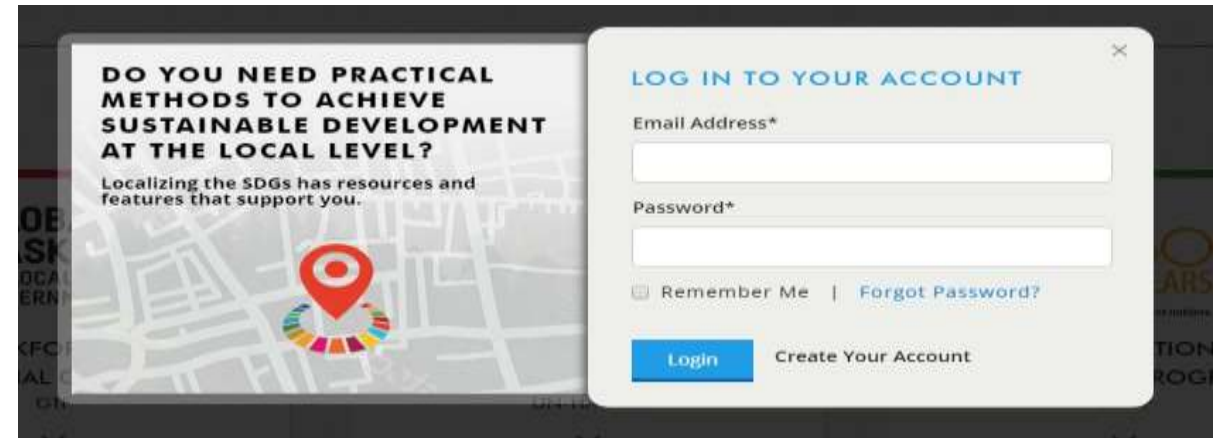 DO YOU NEED PRACTICAL
METHODS TO ACHIEVE
SUSTAINABLE DEVELOPMENT
AT THE LOCAL LEVEL?
Localizing the SDGs has resources and
features that support you.
×
LOG IN TO YOUR ACCOUNT
Email Address*
Password*
Remember Me | Forgot Password?
Login Create Your Account